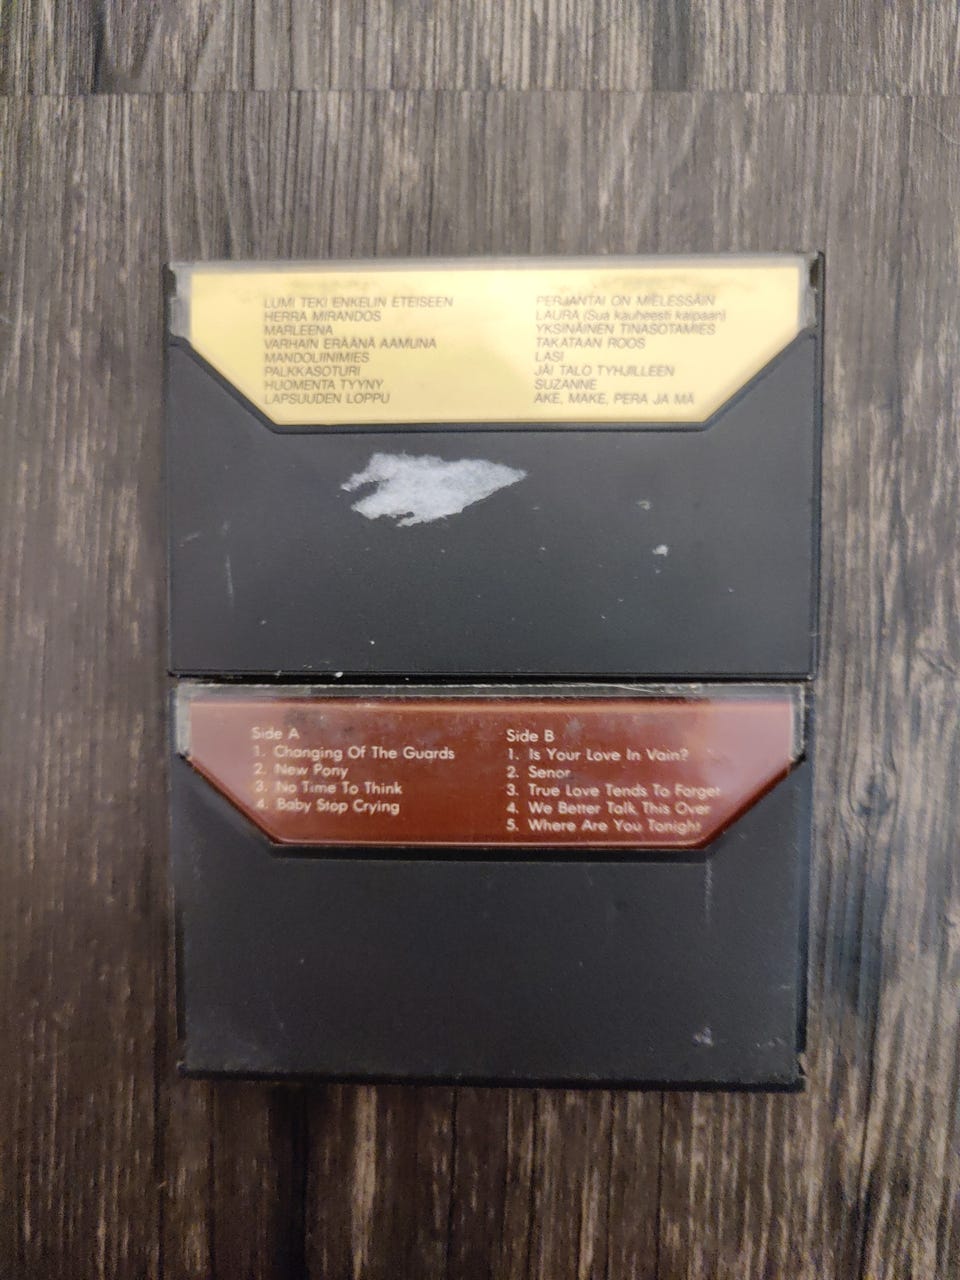 LUMI TEKI ENKELIN ETEISEEN
HERRA MIRANDOS
MARLEENA
VARHAIN ERÄÄNÄ AAMUNA
MANDOLIINIMIES
PALKKASOTURI
HUOMENTA TYYNY
LAPSUUDEN LOPPU
PERJANTAI ON MIELESSÄIN
LAURA (Sua kauheesti kaipaan)
YKSINÄINEN TINASOTAMIES
TAKATAAN ROOS
LASI
JÄI TALO TYHJILLEEN
SUZANNE
AKE, MAKE, PERA JA MÄ
Side A
1. Changing Of The Guards
2. New Pony
3. No Time To Think
4. Baby Stop Crying
Side B
1. Is Your Love In Vain?
2. Senor
3. True Love Tends To Forget
4. We Better Talk This Over
5. Where Are You Tonight